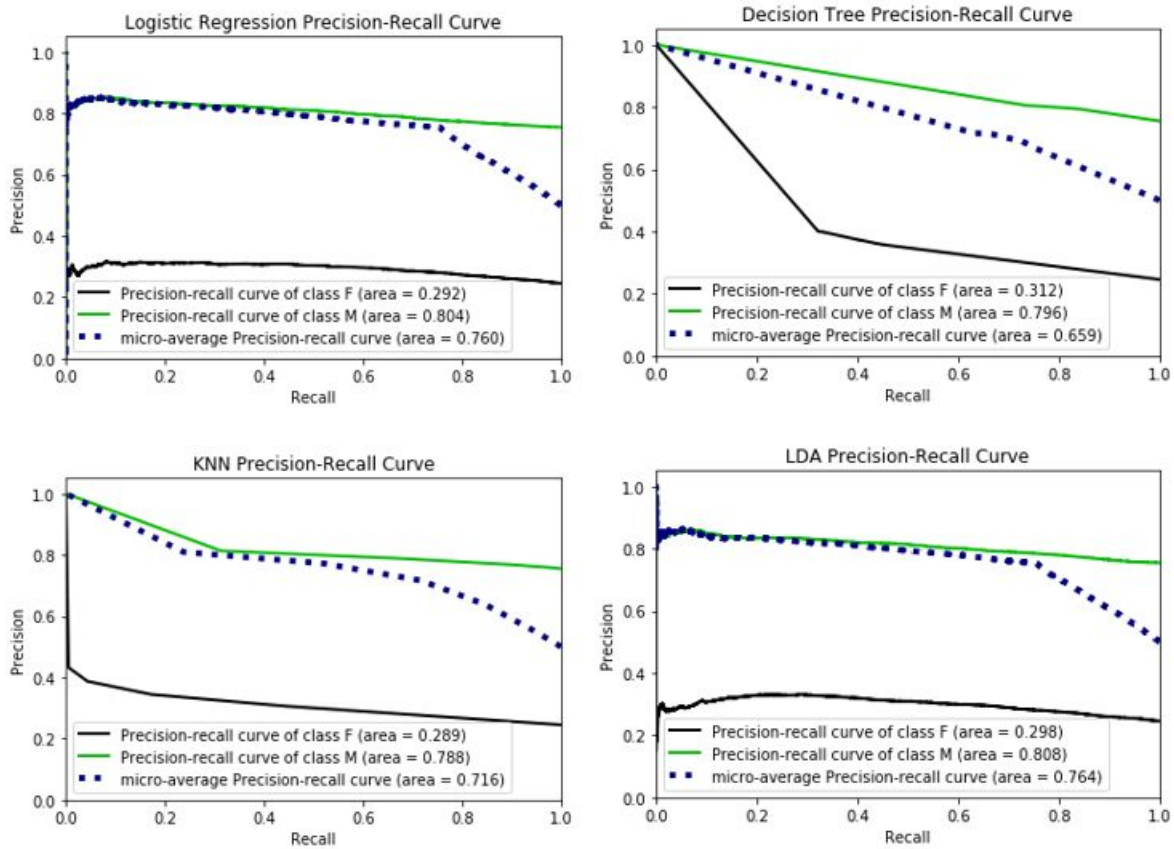 Logistic Regression Precision-Recall Curve
Precision
1.0
0.8
0.6
0.4
0.2
0.0
Precision-recall curve of class F (area = 0.292)
Precision-recall curve of class M (area = 0.804)
micro-average Precision-recall curve (area = 0.760)
0.0 0.2 0.4 0.6 0.8 1.0
Recall
Decision Tree Precision-Recall Curve
Precision
1.0
0.8
0.6
0.4
0.2
0.0
Precision-recall curve of class F (area = 0.312)
Precision-recall curve of class M (area = 0.796)
micro-average Precision-recall curve (area = 0.659)
0.0 0.2 0.4 0.6 0.8 1.0
Recall
KNN Precision-Recall Curve
Precision
1.0
0.8
0.6
0.4
0.2
0.0
Precision-recall curve of class F (area = 0.289)
Precision-recall curve of class M (area = 0.788)
micro-average Precision-recall curve (area = 0.716)
0.0 0.2 0.4 0.6 0.8 1.0
Recall
LDA Precision-Recall Curve
Precision
1.0
0.8
0.6
0.4
0.2
0.0
Precision-recall curve of class F (area = 0.298)
Precision-recall curve of class M (area = 0.808)
micro-average Precision-recall curve (area = 0.764)
0.0 0.2 0.4 0.6 0.8 1.0
Recall